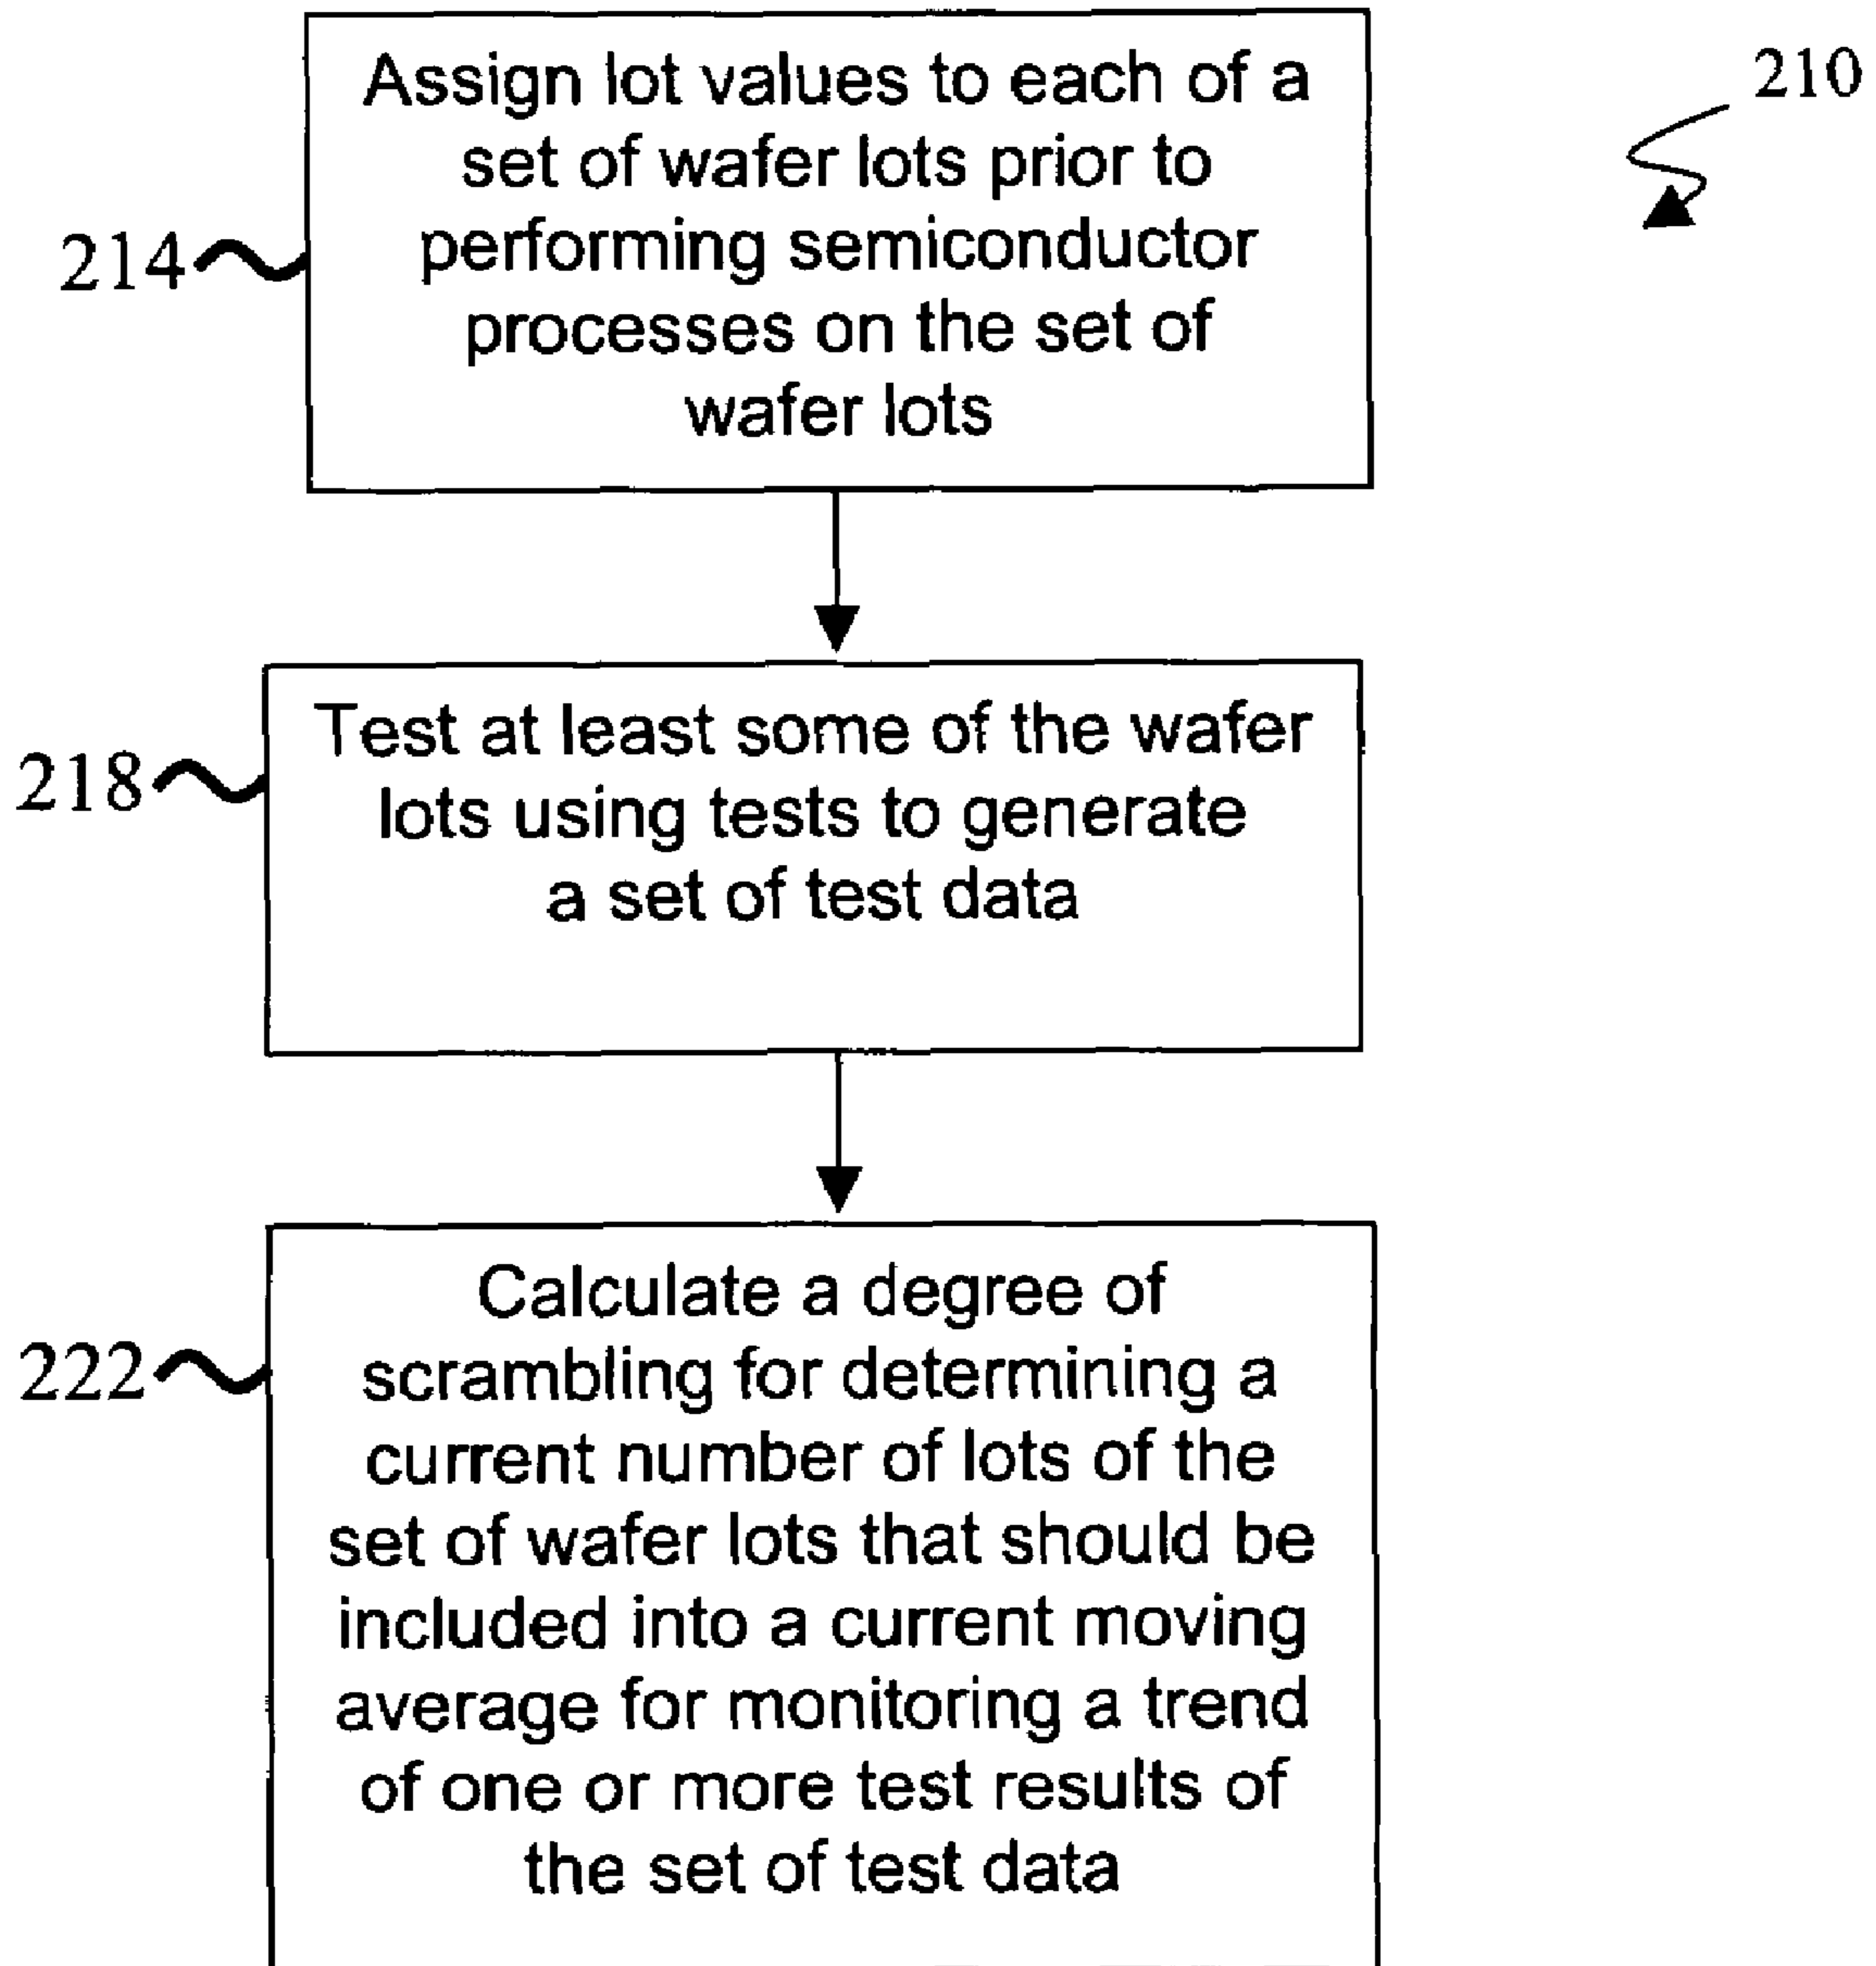 210
Assign lot values to each of a
set of wafer lots prior to
performing semiconductor
processes on the set of
wafer lots
214
Test at least some of the wafer
lots using tests to generate
a set of test data
218
Calculate a degree of
scrambling for determining a
current number of lots of the
set of wafer lots that should be
included into a current moving
average for monitoring a trend
of one or more test results of
the set of test data
222